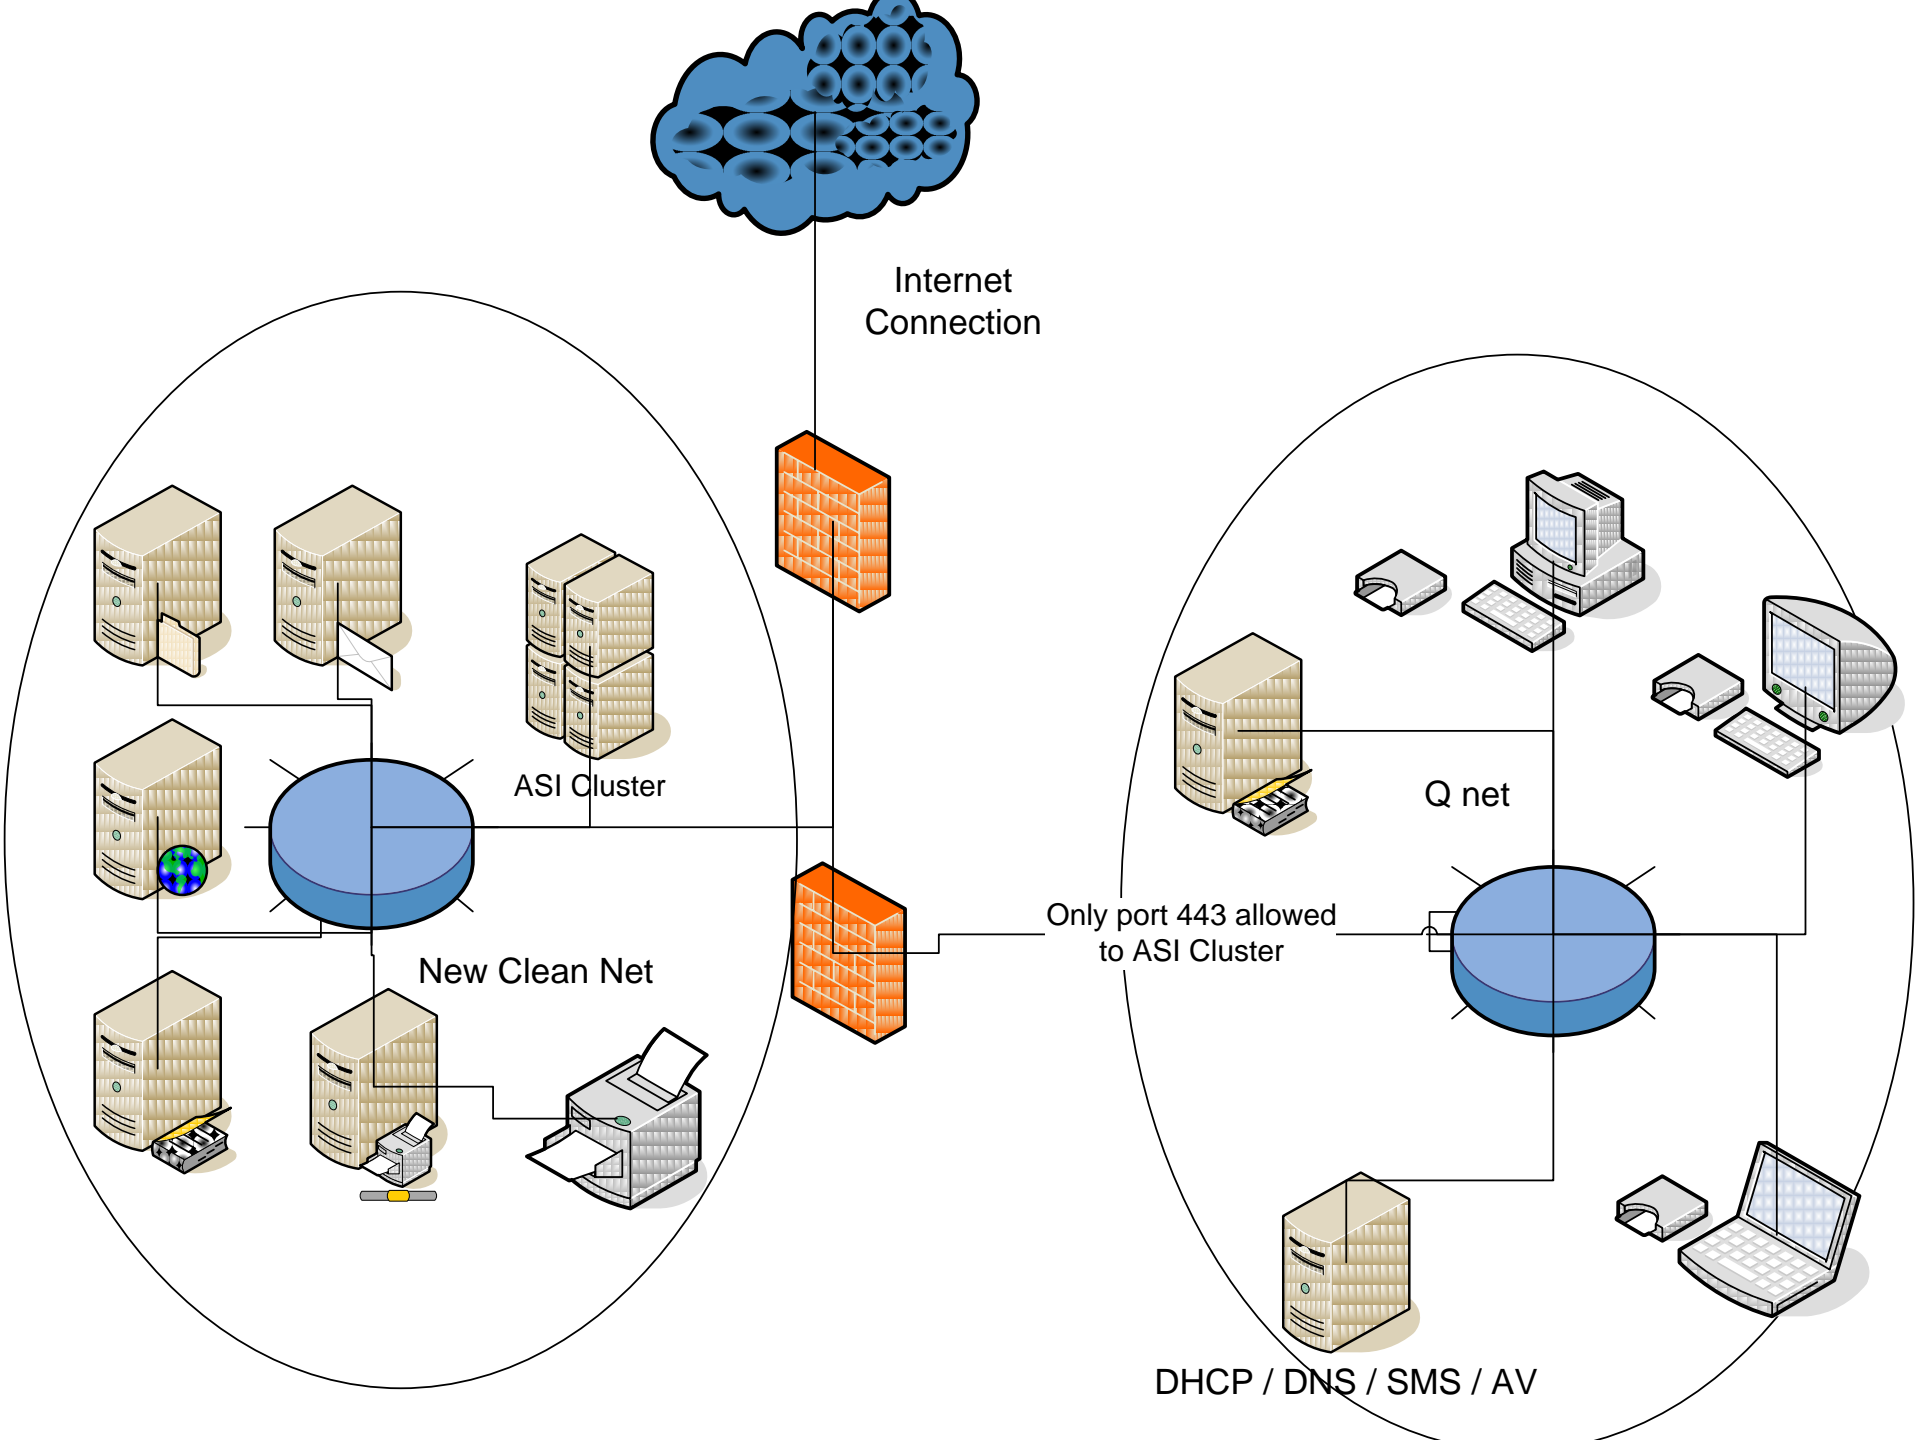 Internet
Connection
ASI Cluster
Q net
Only port 443 allowed
to ASI Cluster
New Clean Net
DHCP / DNS / SMS / AV